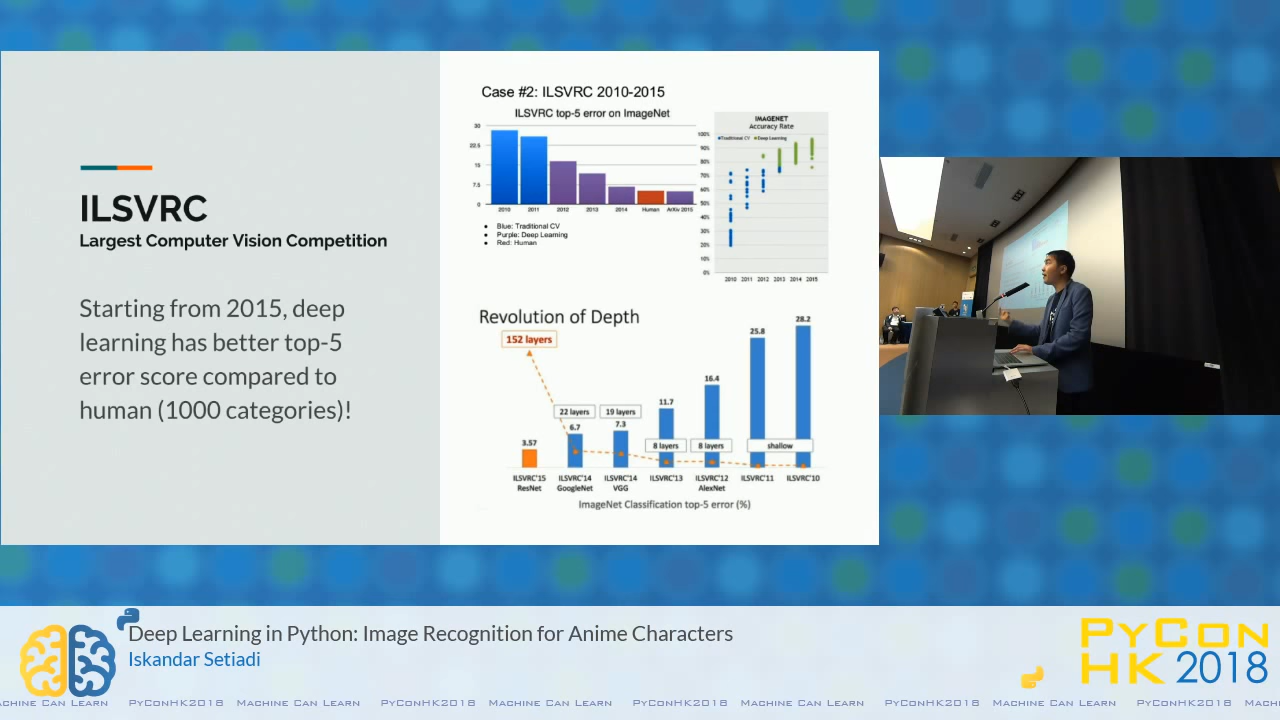 ILSVRC
Largest Computer Vision Competition
Starting from 2015, deep
learning has better top-5
error score compared to
human (1000 categories)!
Case #2: ILSVRC 2010-2015
ILSVRC top-5 error on ImageNet
30
22.5
15
7.5
0
2010 2011 2012 2013 2014 Human ArXiv 2015
• Blue: Traditional CV
• Purple: Deep Learning
• Red: Human
IMAGENET
Accuracy Rate
Traditional CV Deep Learning
100%
90%
80%
70%
60%
50%
40%
30%
20%
10%
0%
2010 2011 2012 2013 2014 2015
Revolution of Depth
152 layers
28.2
25.8
16.4
11.7
22 layers 19 layers
6.7 7.3
3.57
8 layers 8 layers shallow
ILSVRC'15 ILSVRC'14 ILSVRC'14 ILSVRC'13 ILSVRC'12 ILSVRC'11 ILSVRC'10
ResNet GoogleNet VGG AlexNet
ImageNet Classification top-5 error (%)
Deep Learning in Python: Image Recognition for Anime Characters
Iskandar Setiadi
PyCon
HK 2018
achine Can Learn PyConHK2018 Machine Can Learn PyConHK2018 Machine Can Learn PyConHK2018 Machine Can Learn PyConHK2018 Machine Can Learn PyConHK2018 Mach